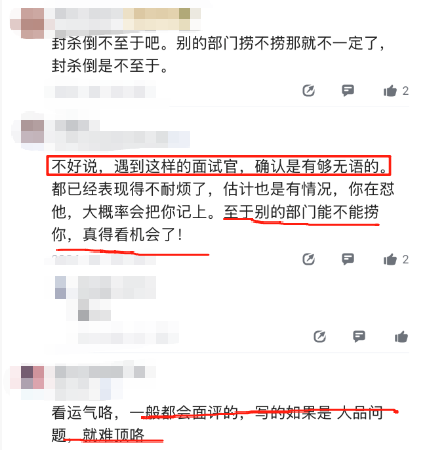 封杀倒不至于吧。别的部门捞不捞那就不一定了，
封杀倒是不至于。
2
不好说，遇到这样的面试官，确认是有够无语的。
都已经表现得不耐烦了，估计也是有情况，你在怼
他，大概率会把你记上。至于别的部门能不能捞
你，真得看机会了！
2
看运气咯，一般都会面评的，写的如果是 人品问
题，就难顶咯